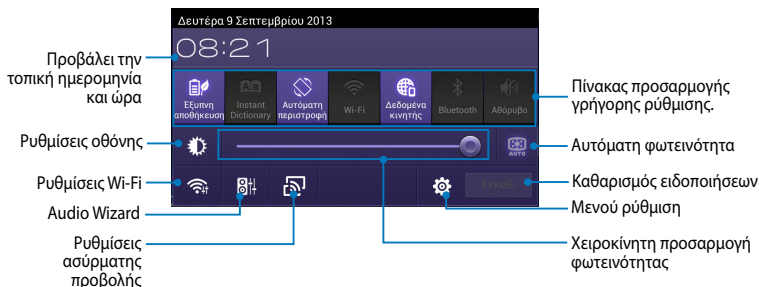 Δευτέρα 9 Σεπτεμβρίου 2013
08:21
Προβάλει την
τοπική ημερομηνία
και ώρα
Έξυπνη
αποθήκευση
Instant
Dictionary
Αυτόματη
περιστροφή
Wi-Fi
Δεδομένα
κινητής
Bluetooth
Αθόρυβο
Πίνακας προσαρμογής
γρήγορης ρύθμισης.
Ρυθμίσεις οθόνης
AUTO
Αυτόματη φωτεινότητα
Ρυθμίσεις Wi-Fi
Εκκαθ.
Καθαρισμός ειδοποιήσεων
Audio Wizard
Μενού ρύθμιση
Ρυθμίσεις
ασύρματης
προβολής
Χειροκίνητη προσαρμογή
φωτεινότητας